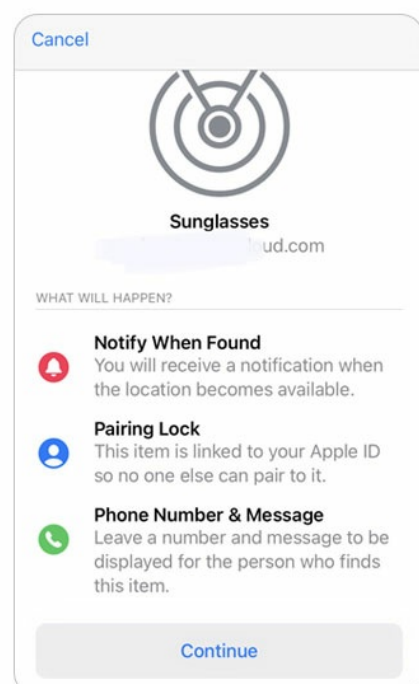 Cancel
Sunglasses
oud.com
WHAT WILL HAPPEN?
Notify When Found
You will receive a notification when
the location becomes available.
Pairing Lock
This item is linked to your Apple ID
so no one else can pair to it.
Phone Number & Message
Leave a number and message to be
displayed for the person who finds
this item.
Continue